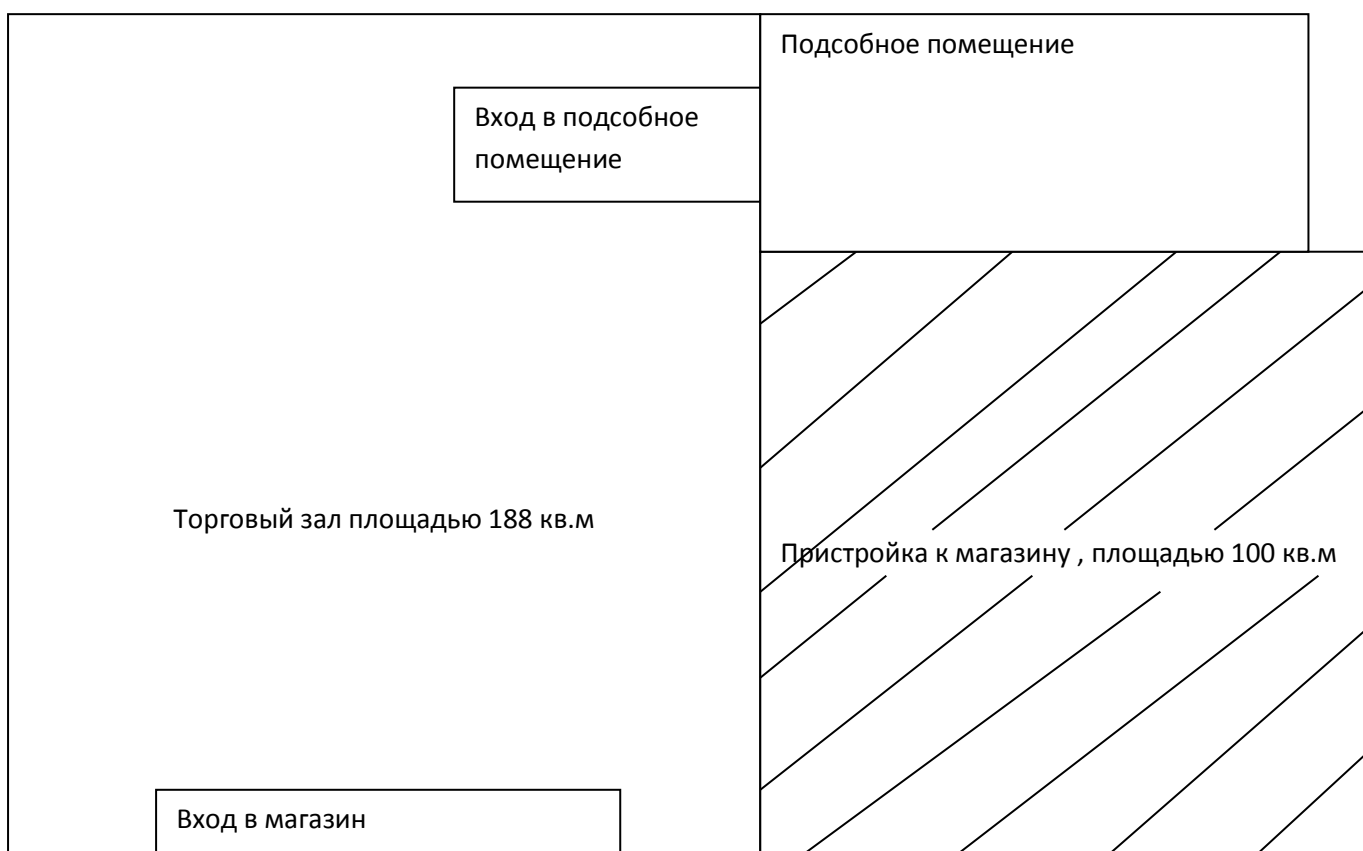 Подсобное помещение
Вход в подсобное
помещение
Торговый зал площадью 188 кв.м
Пристройка к магазину , площадью 100 кв.м
Вход в магазин